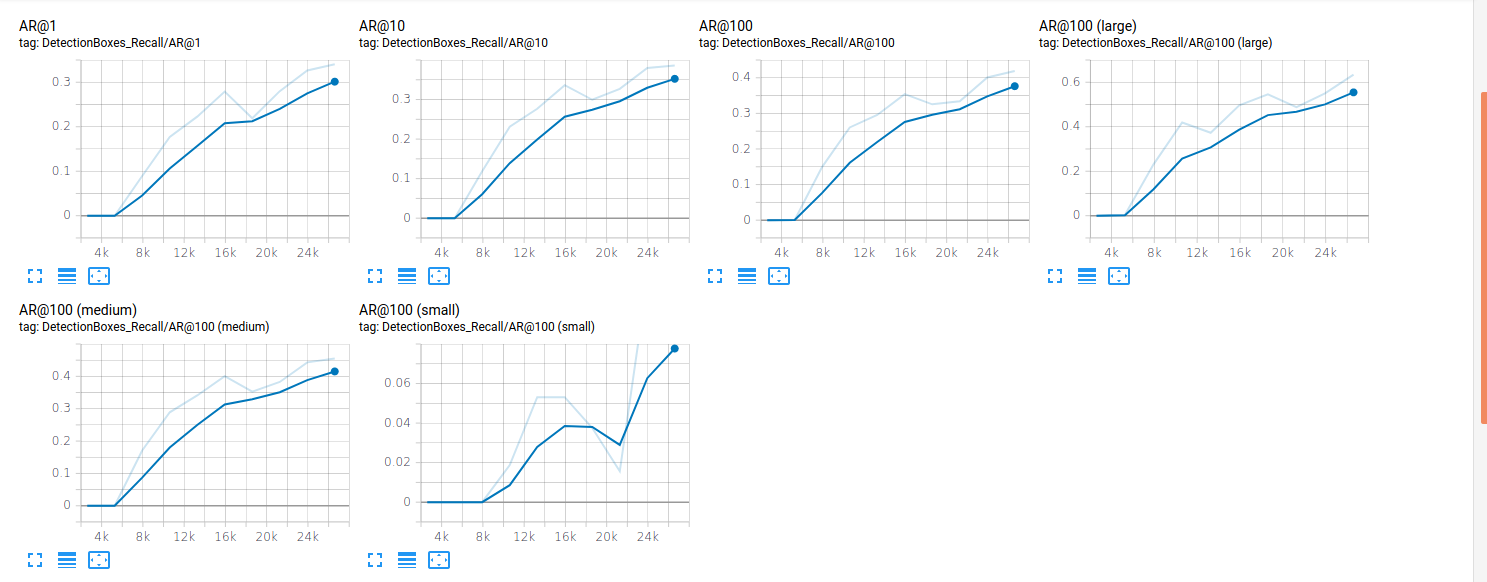 AR@1
tag: DetectionBoxes_Recall/AR@1
0.3
0.2
0.1
0
4k 8k 12k 16k 20k 24k
AR@10
tag: DetectionBoxes_Recall/AR@10
0.3
0.2
0.1
0
4k 8k 12k 16k 20k 24k
AR@100
tag: DetectionBoxes_Recall/AR@100
0.4
0.3
0.2
0.1
0
4k 8k 12k 16k 20k 24k
AR@100 (large)
tag: DetectionBoxes_Recall/AR@100 (large)
0.6
0.4
0.2
0
4k 8k 12k 16k 20k 24k
AR@100 (medium)
tag: DetectionBoxes_Recall/AR@100 (medium)
0.4
0.3
0.2
0.1
0
4k 8k 12k 16k 20k 24k
AR@100 (small)
tag: DetectionBoxes_Recall/AR@100 (small)
0.06
0.04
0.02
0
4k 8k 12k 16k 20k 24k